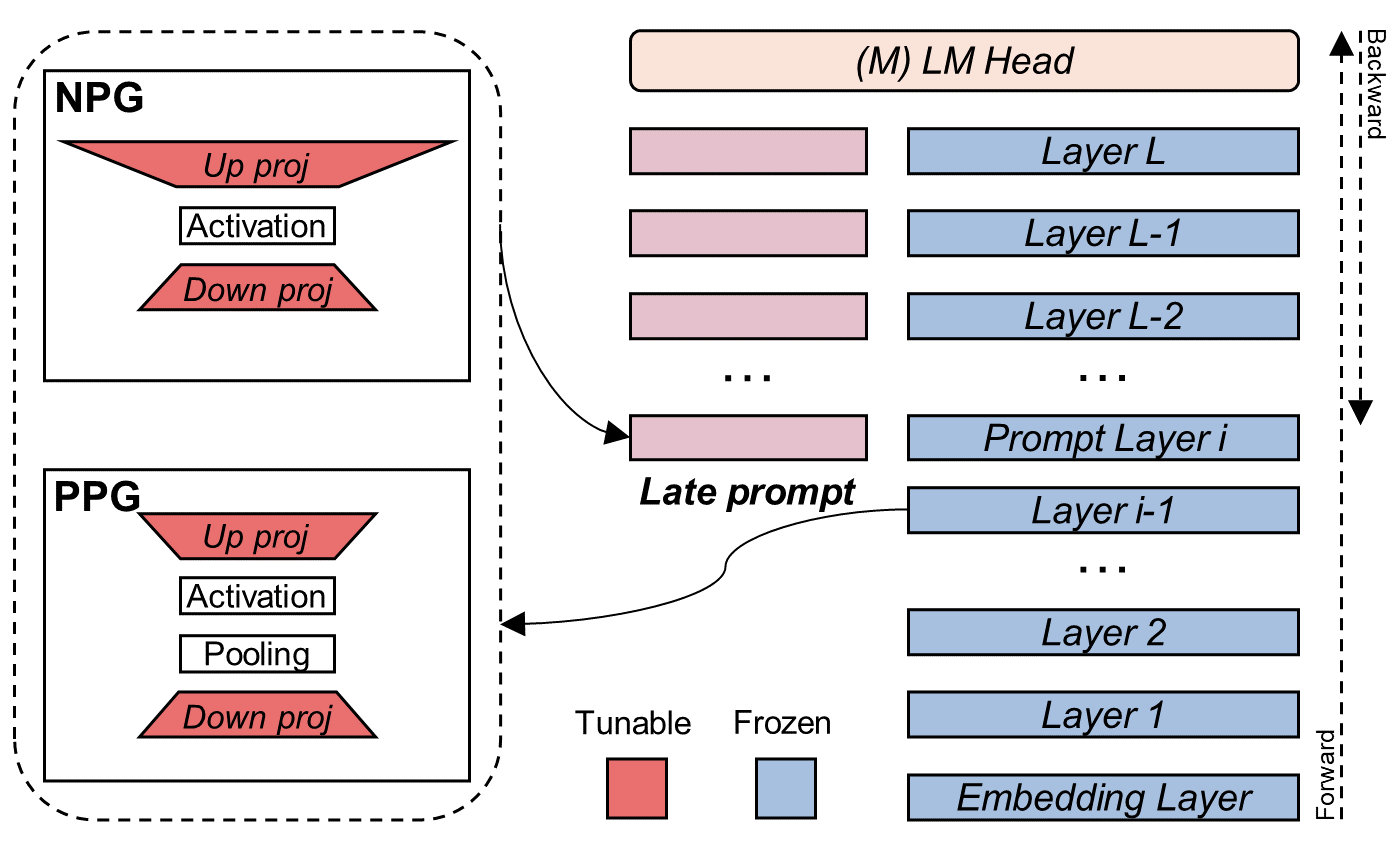 NPG
Up proj
Activation
Down proj
PPG
Up proj
Activation
Pooling
Down proj
(M) LM Head
Layer L
Layer L-1
Layer L-2
...
...
Prompt Layer i
Late prompt
Layer i-1
...
Layer 2
Layer 1
Embedding Layer
Tunable
Frozen
Backward
Forward